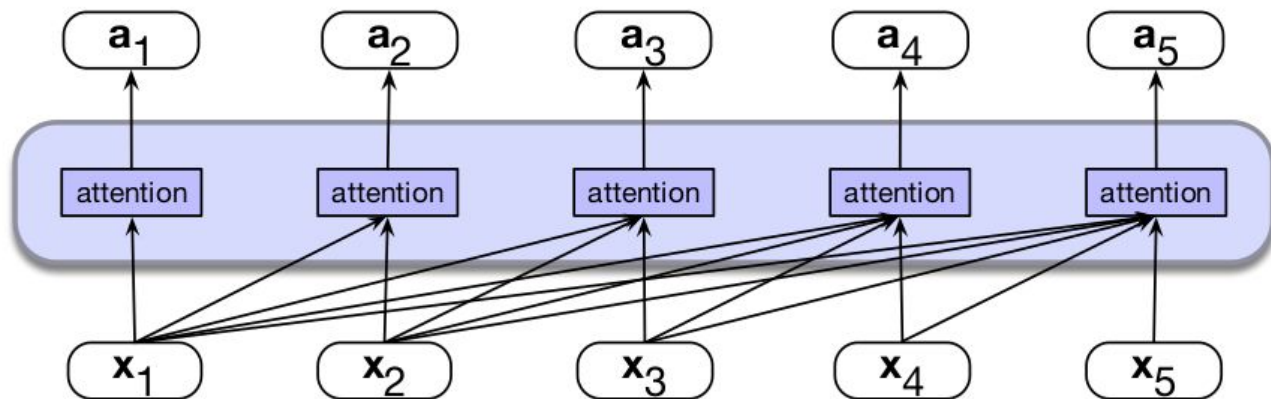 a1 a2 a3 a4 a5
attention attention attention attention attention
x1 x2 x3 x4 x5